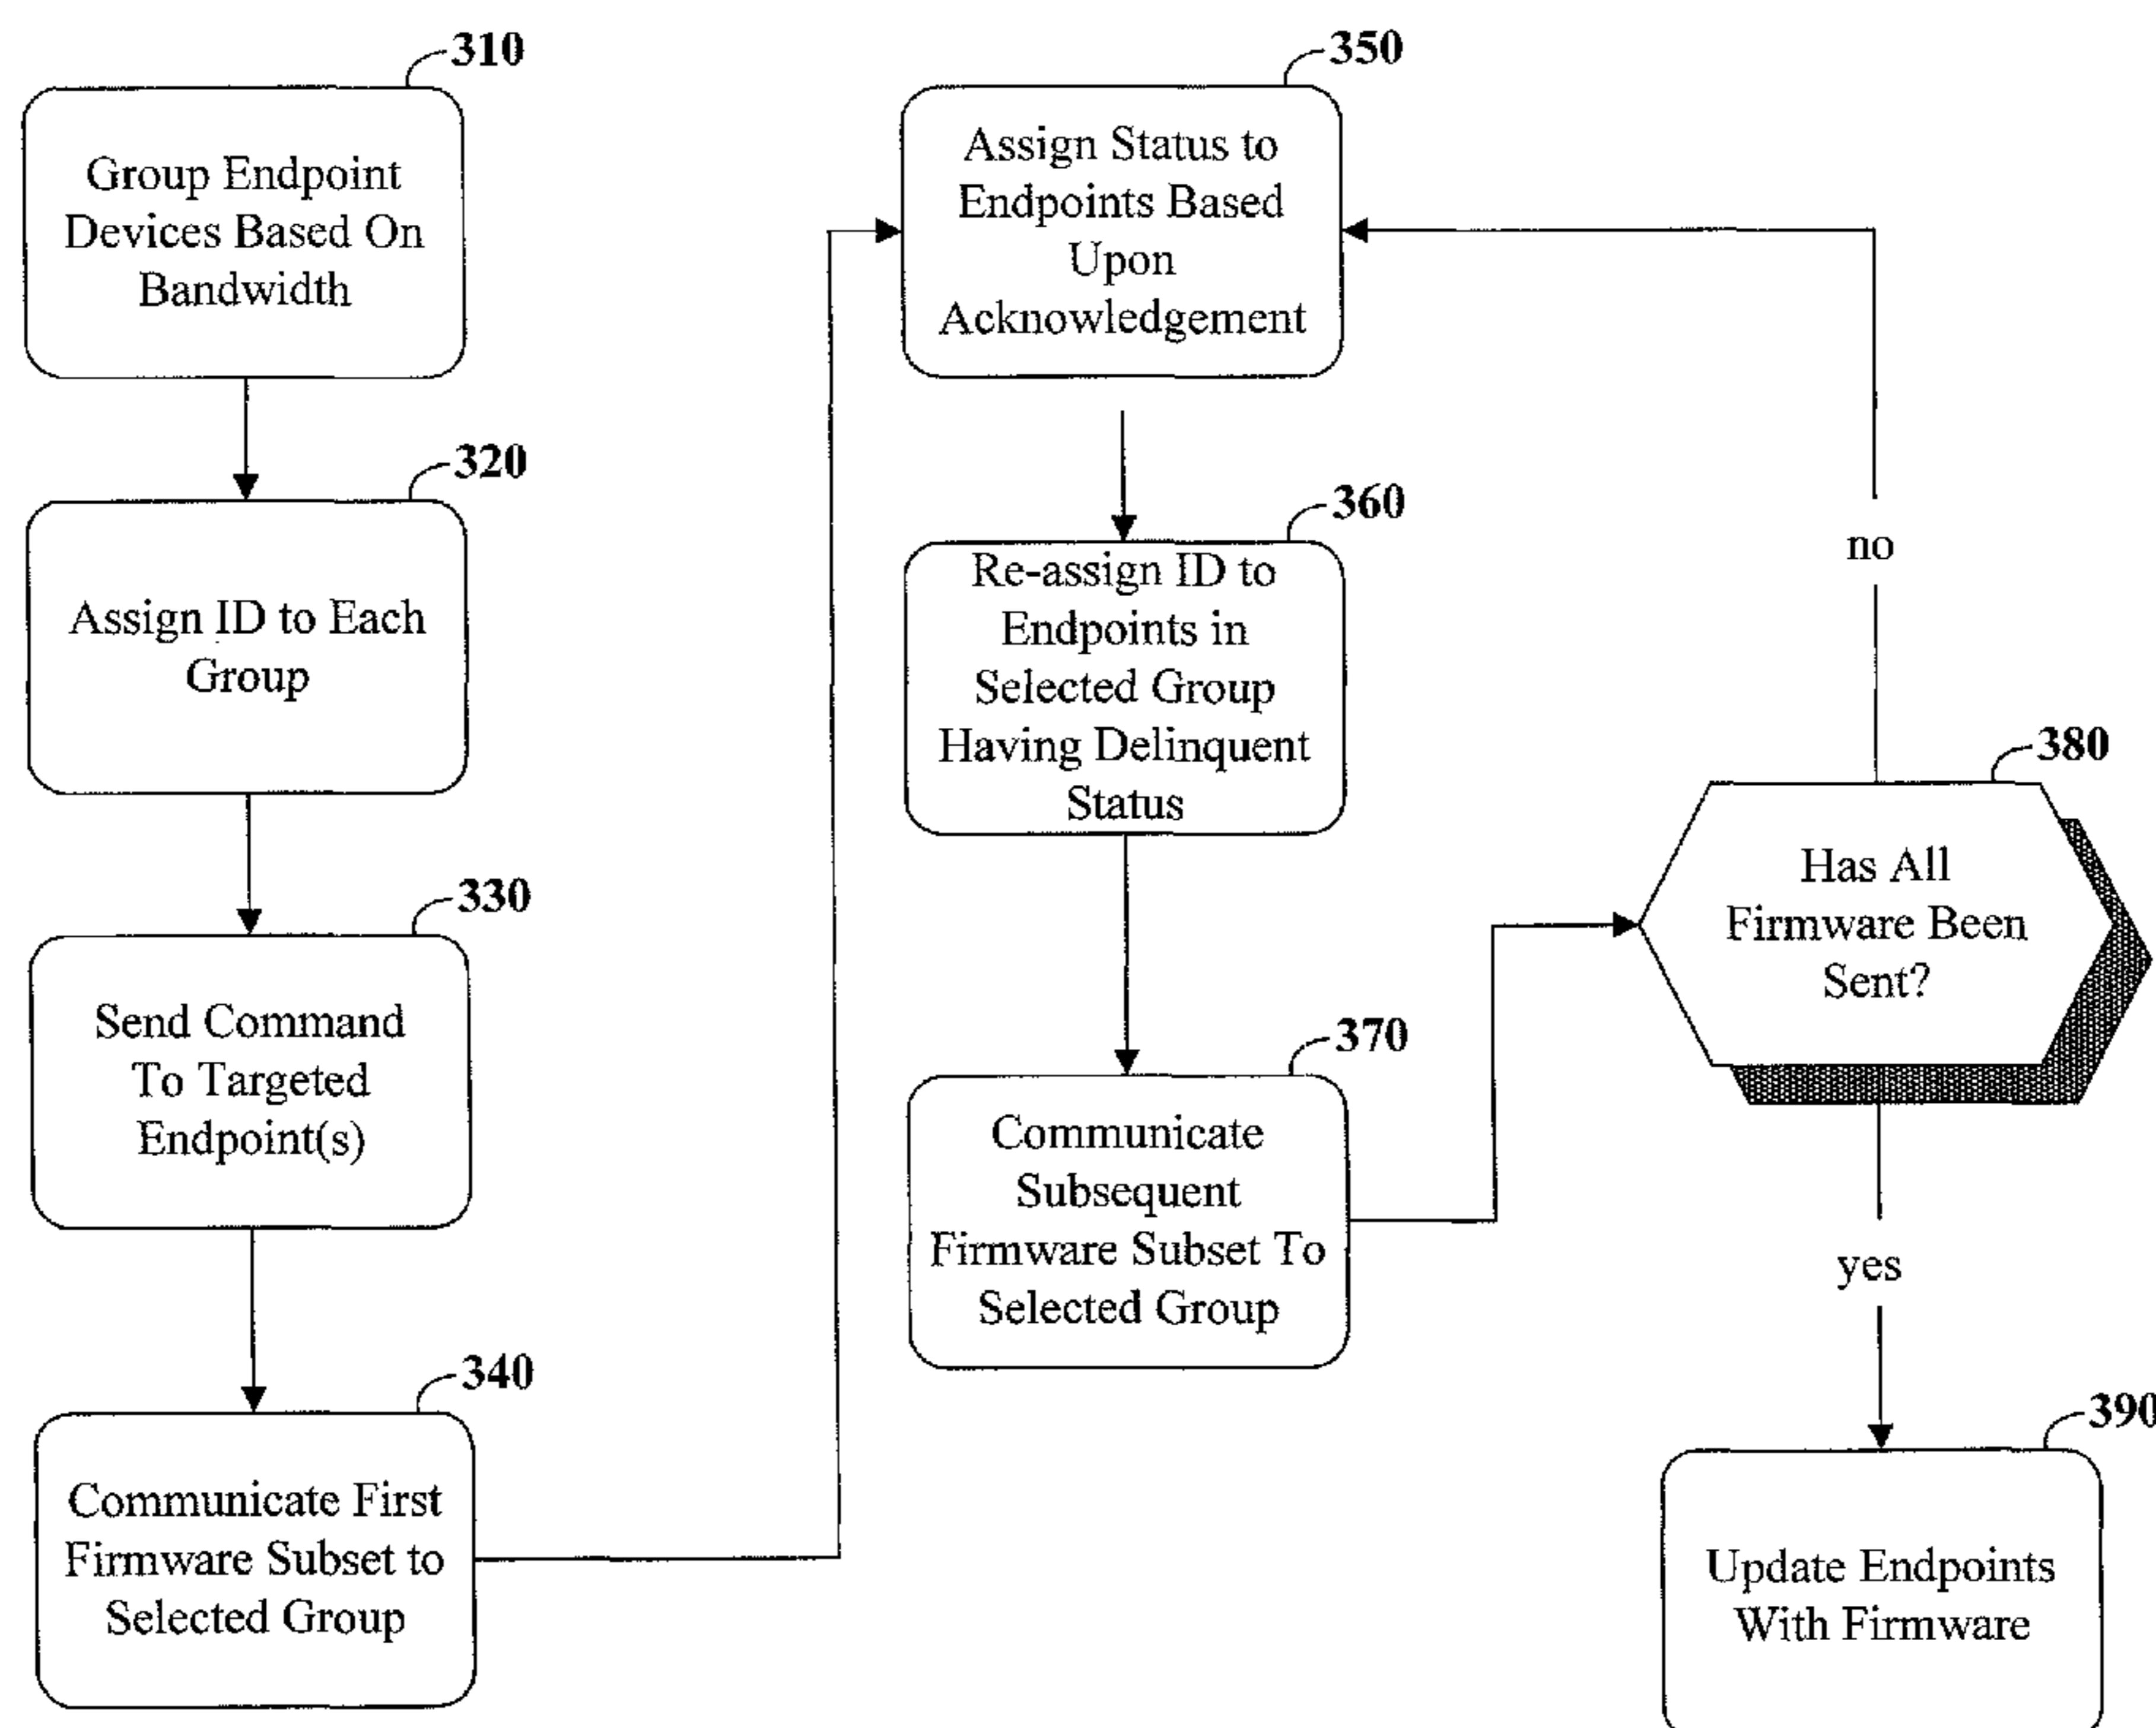 310
Group Endpoint
Devices Based On
Bandwidth
320
Assign ID to Each
Group
330
Send Command
To Targeted
Endpoint(s)
340
Communicate First
Firmware Subset to
Selected Group
350
Assign Status to
Endpoints Based
Upon
Acknowledgement
360
Re-assign ID to
Endpoints in
Selected Group
Having Delinquent
Status
370
Communicate
Subsequent
Firmware Subset To
Selected Group
380
Has All
Firmware Been
Sent?
no
yes
390
Update Endpoints
With Firmware